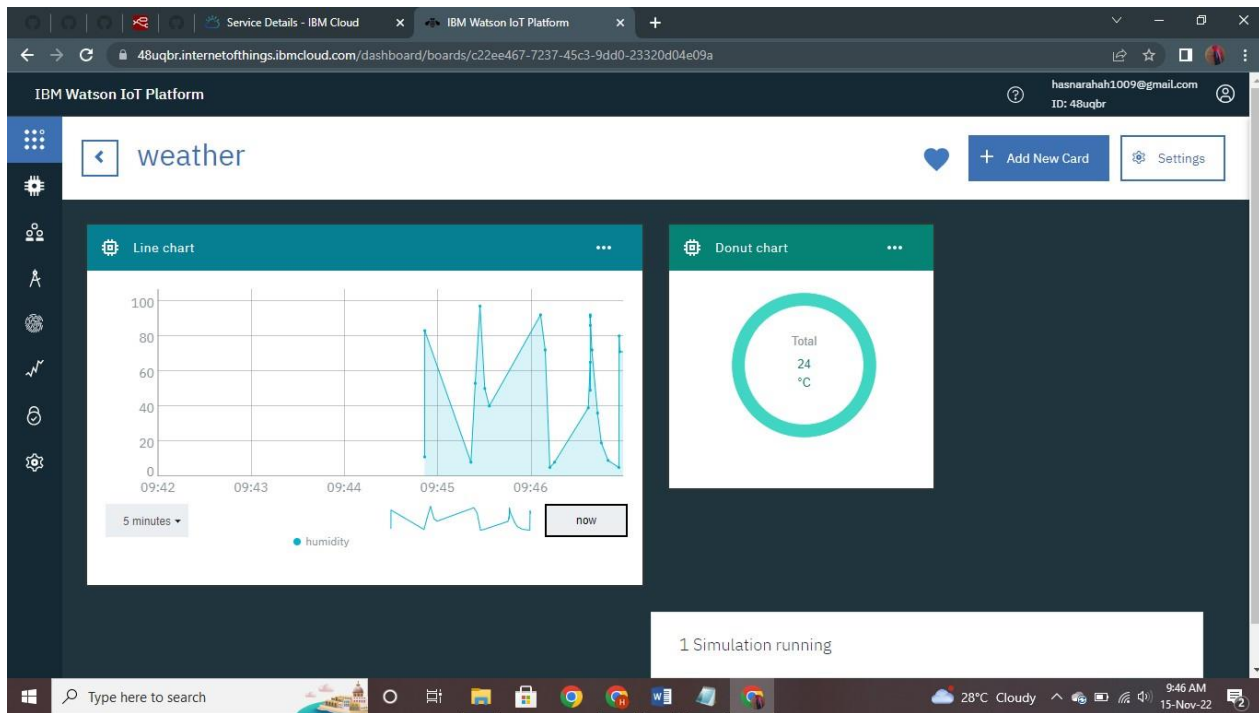 Service Details - IBM Cloud
IBM Watson IoT Platform
48uqbr.internetofthings.ibmcloud.com/dashboard/boards/c22ee467-7237-45c3-9dd0-23320d04e09a
IBM Watson IoT Platform
hasnarahah1009@gmail.com
ID: 48uqbr
weather
+ Add New Card
Settings
Line chart
100
80
60
40
20
0
09:42 09:43 09:44 09:45 09:46
5 minutes
now
humidity
Donut chart
Total
24
°C
1 Simulation running
Type here to search
28°C Cloudy
9:46 AM
15-Nov-22
2